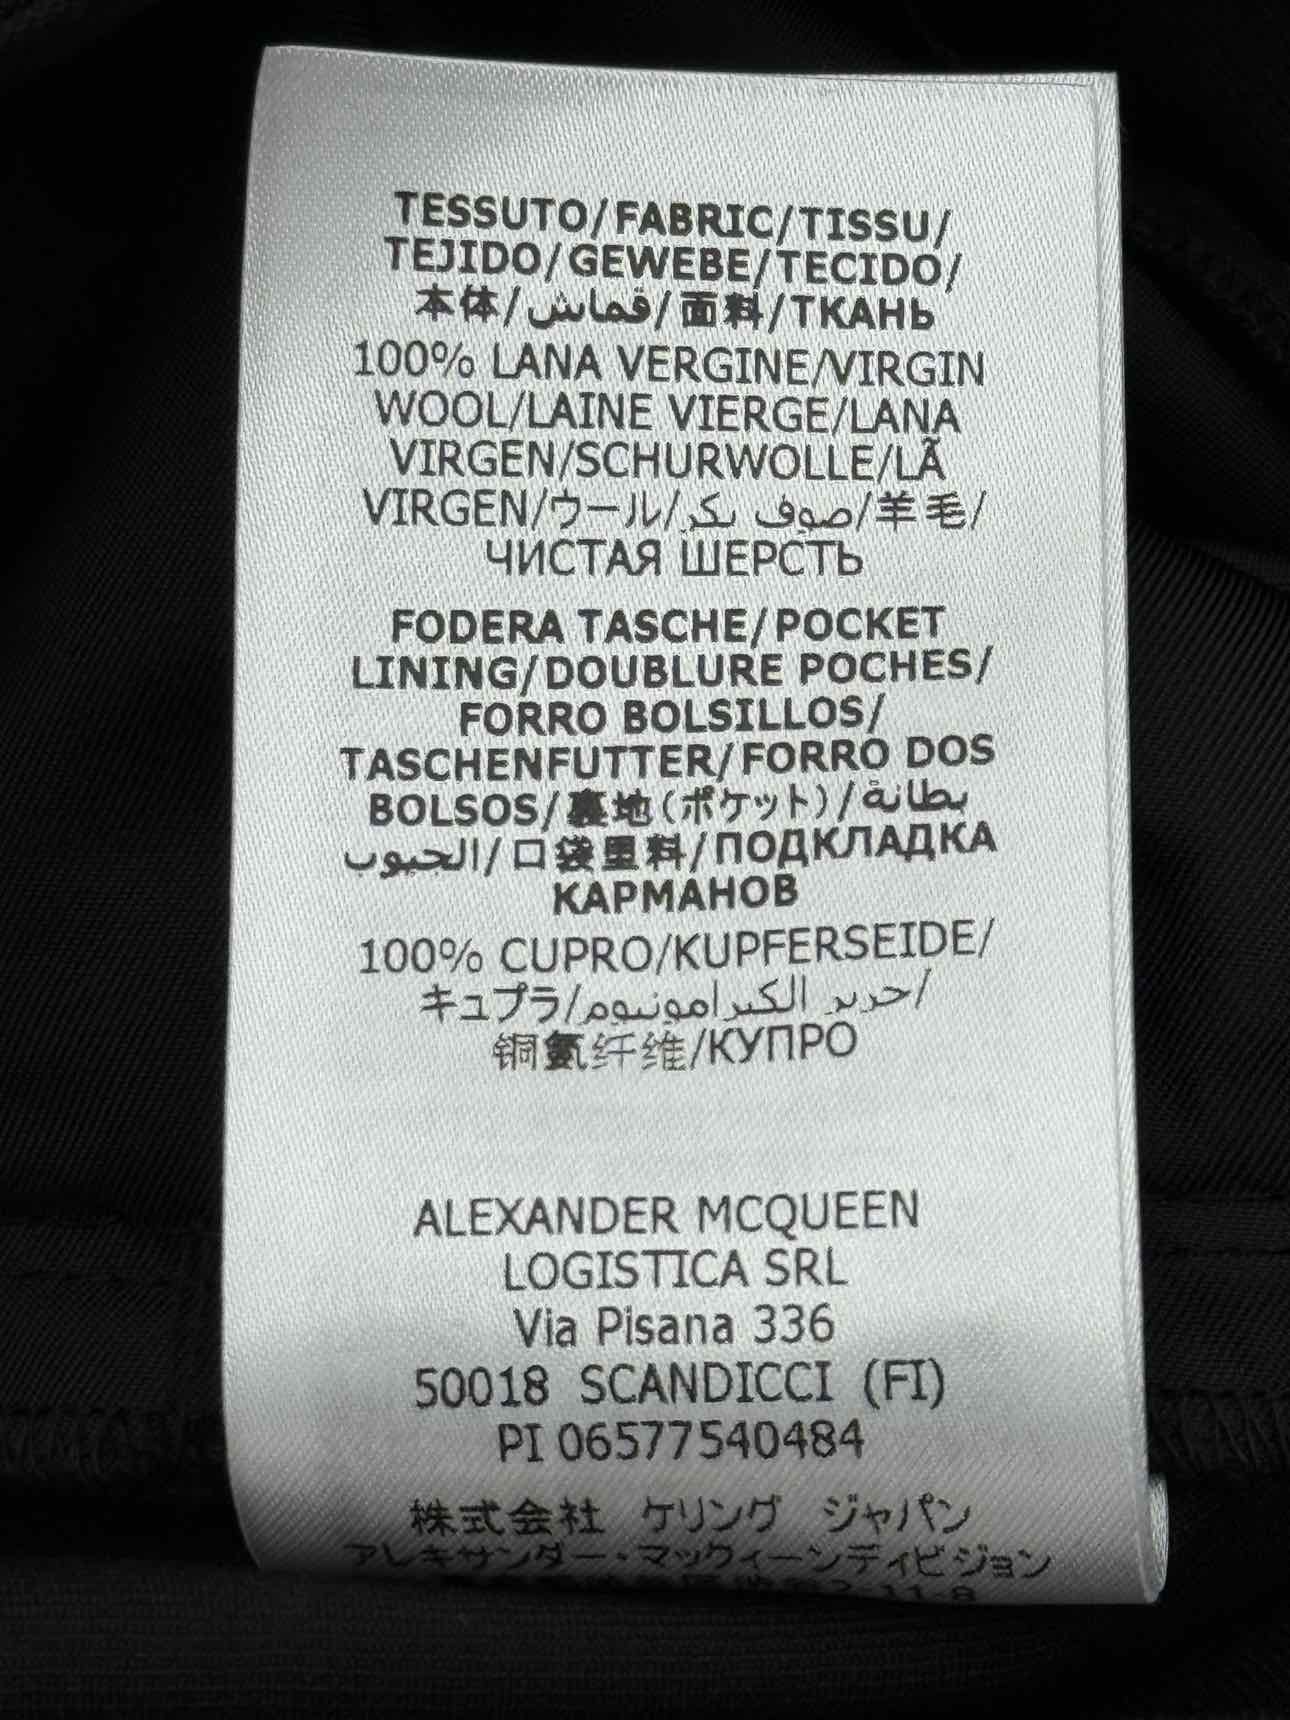 TESSUTO/FABRIC/TISSU/
TEJIDO/GEWEBE/TECIDO/
本体/قماش/面料/ТКАНЬ
100% LANA VERGINE/VIRGIN
WOOL/LAINE VIERGE/LANA
VIRGEN/SCHURWOLLE/LÃ
VIRGEN/ウール/صوف بكر/羊毛/
ЧИСТАЯ ШЕРСТЬ
FODERA TASCHE/POCKET
LINING/DOUBLURE POCHES/
FORRO BOLSILLOS/
TASCHENFUTTER/FORRO DOS
BOLSOS/裏地(ポケット)/بطانة
الجيوب/口袋里料/ПОДКЛАДКА
КАРМАНОВ
100% CUPRO/KUPFERSEIDE/
キュプラ/حرير الكبرامونيوم/
铜氨纤维/КУПРО
ALEXANDER MCQUEEN
LOGISTICA SRL
Via Pisana 336
50018 SCANDICCI (FI)
PI 06577540484
株式会社 ケリング ジャパン
アレキサンダー・マックイーンディビジョン
2-11-8